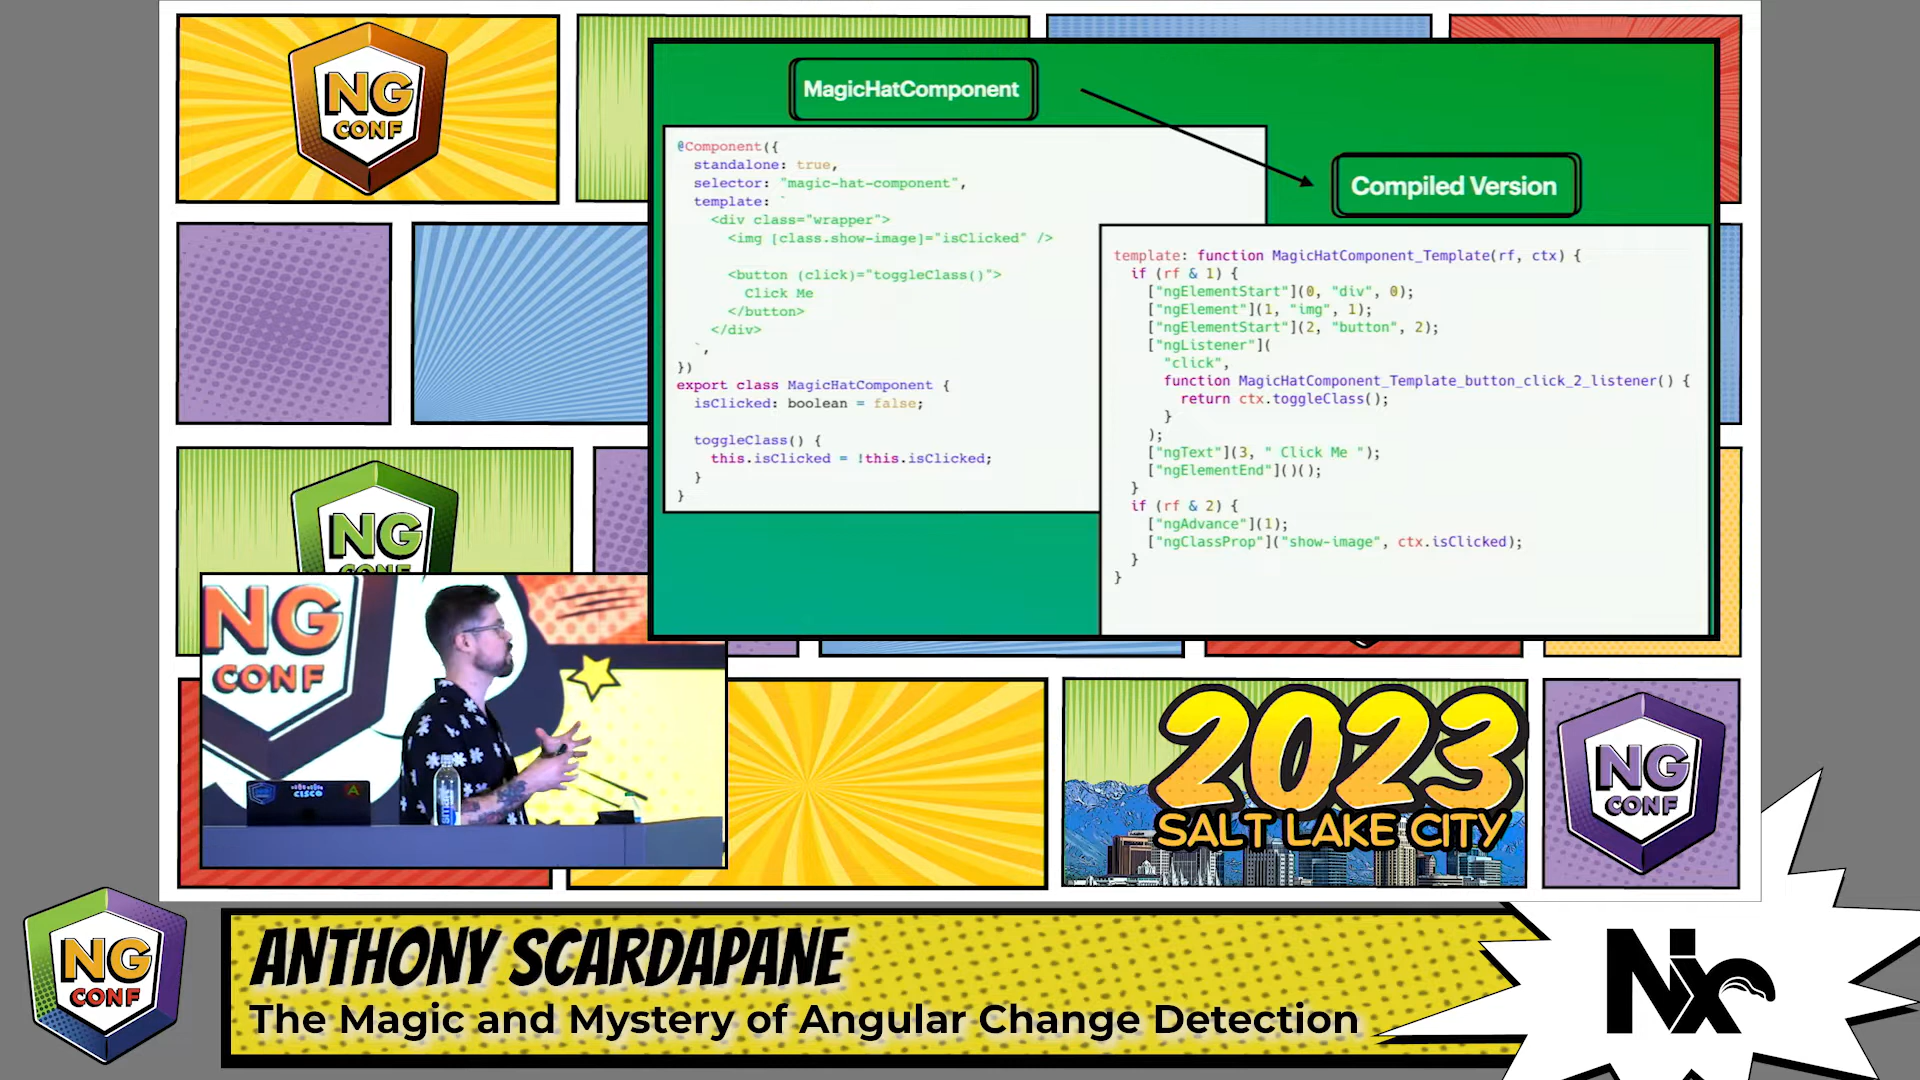 NG
CONF
MagicHatComponent
@Component({
standalone: true,
selector: "magic-hat-component",
template: `
<div class="wrapper">
<img [class.show-image]="isClicked" />
<button (click)="toggleClass()">
Click Me
</button>
</div>
`,
})
export class MagicHatComponent {
isClicked: boolean = false;
toggleClass() {
this.isClicked = !this.isClicked;
}
}
Compiled Version
template: function MagicHatComponent_Template(rf, ctx) {
if (rf & 1) {
["ngElementStart"](0, "div", 0);
["ngElement"](1, "img", 1);
["ngElementStart"](2, "button", 2);
["ngListener"](
"click",
function MagicHatComponent_Template_button_click_2_listener() {
return ctx.toggleClass();
}
);
["ngText"](3, " Click Me ");
["ngElementEnd"]()();
}
if (rf & 2) {
["ngAdvance"](1);
["ngClassProp"]("show-image", ctx.isClicked);
}
}
NG
CONF
NG
CONF
CISCO
smart
2023
SALT LAKE CITY
NG
CONF
NG
CONF
ANTHONY SCARDAPANE
The Magic and Mystery of Angular Change Detection
Nx